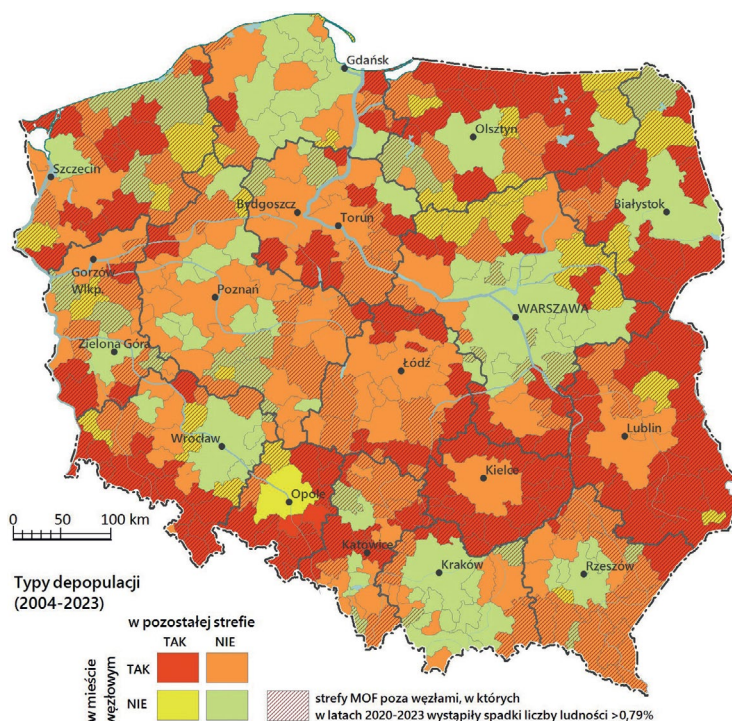 Gdańsk
Olsztyn
Szczecin
Białystok
Bydgoszcz
Toruń
Gorzów
Wlkp.
Poznań
WARSZAWA
Zielona Góra
Łódź
Wrocław
Lublin
Opole
Kielce
Katowice
Kraków
Rzeszów
0 50 100 km
Typy depopulacji
(2004-2023)
w pozostałej strefie
TAK NIE
w mieście
węzłowym
TAK
NIE
strefy MOF poza węzłami, w których
w latach 2020-2023 wystąpiły spadki liczby ludności >0,79%